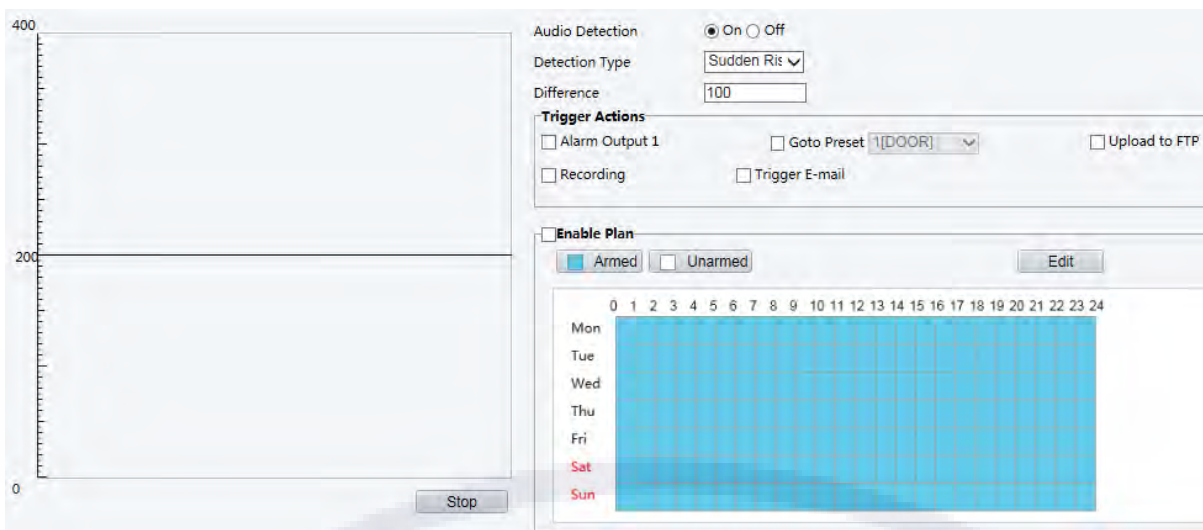 400
200
0
Stop
Audio Detection On Off
Detection Type Sudden Ris
Difference 100
Trigger Actions
Alarm Output 1 Goto Preset 1[DOOR] Upload to FTP
Recording Trigger E-mail
Enable Plan
Armed Unarmed Edit
0 1 2 3 4 5 6 7 8 9 10 11 12 13 14 15 16 17 18 19 20 21 22 23 24
Mon
Tue
Wed
Thu
Fri
Sat
Sun